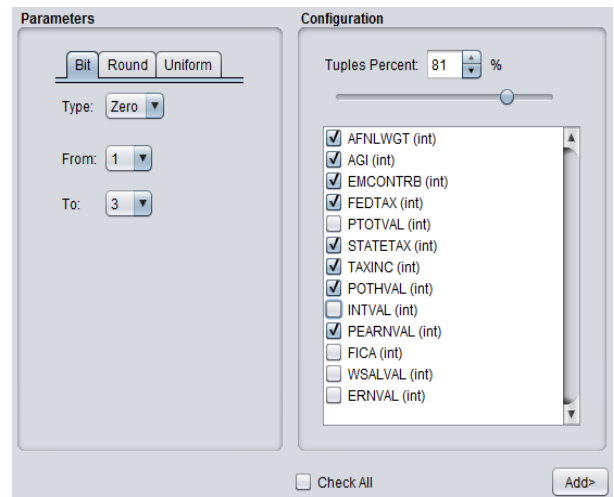 Parameters
Bit Round Uniform
Type: Zero
From: 1
To: 3
Configuration
Tuples Percent: 81 %
AFNLWGT (int)
AGI (int)
EMCONTRB (int)
FEDTAX (int)
PTOTVAL (int)
STATETAX (int)
TAXINC (int)
POTHVAL (int)
INTVAL (int)
PEARNVAL (int)
FICA (int)
WSALVAL (int)
ERNVAL (int)
Check All
Add>